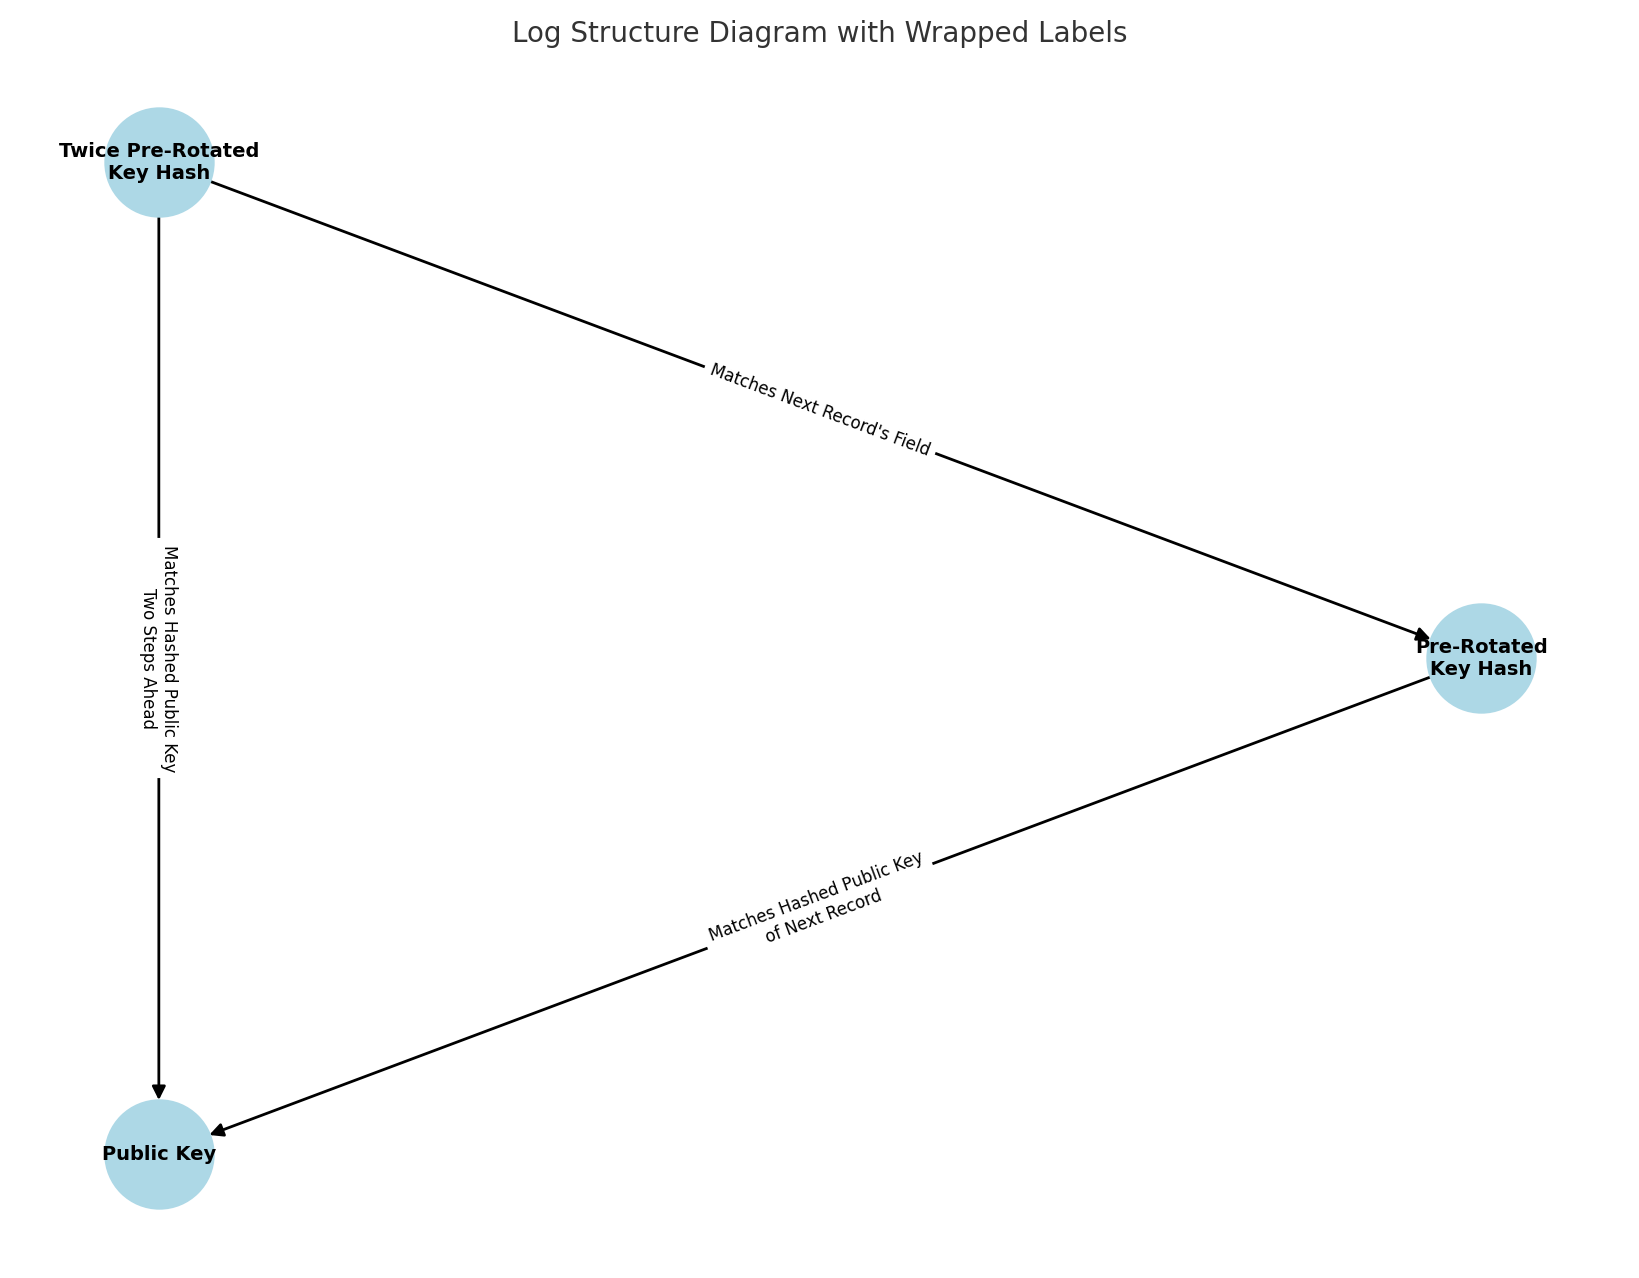 Log Structure Diagram with Wrapped Labels
Twice Pre-Rotated
Key Hash
Matches Next Record's Field
Matches Hashed Public Key
Two Steps Ahead
Pre-Rotated
Key Hash
Matches Hashed Public Key
of Next Record
Public Key